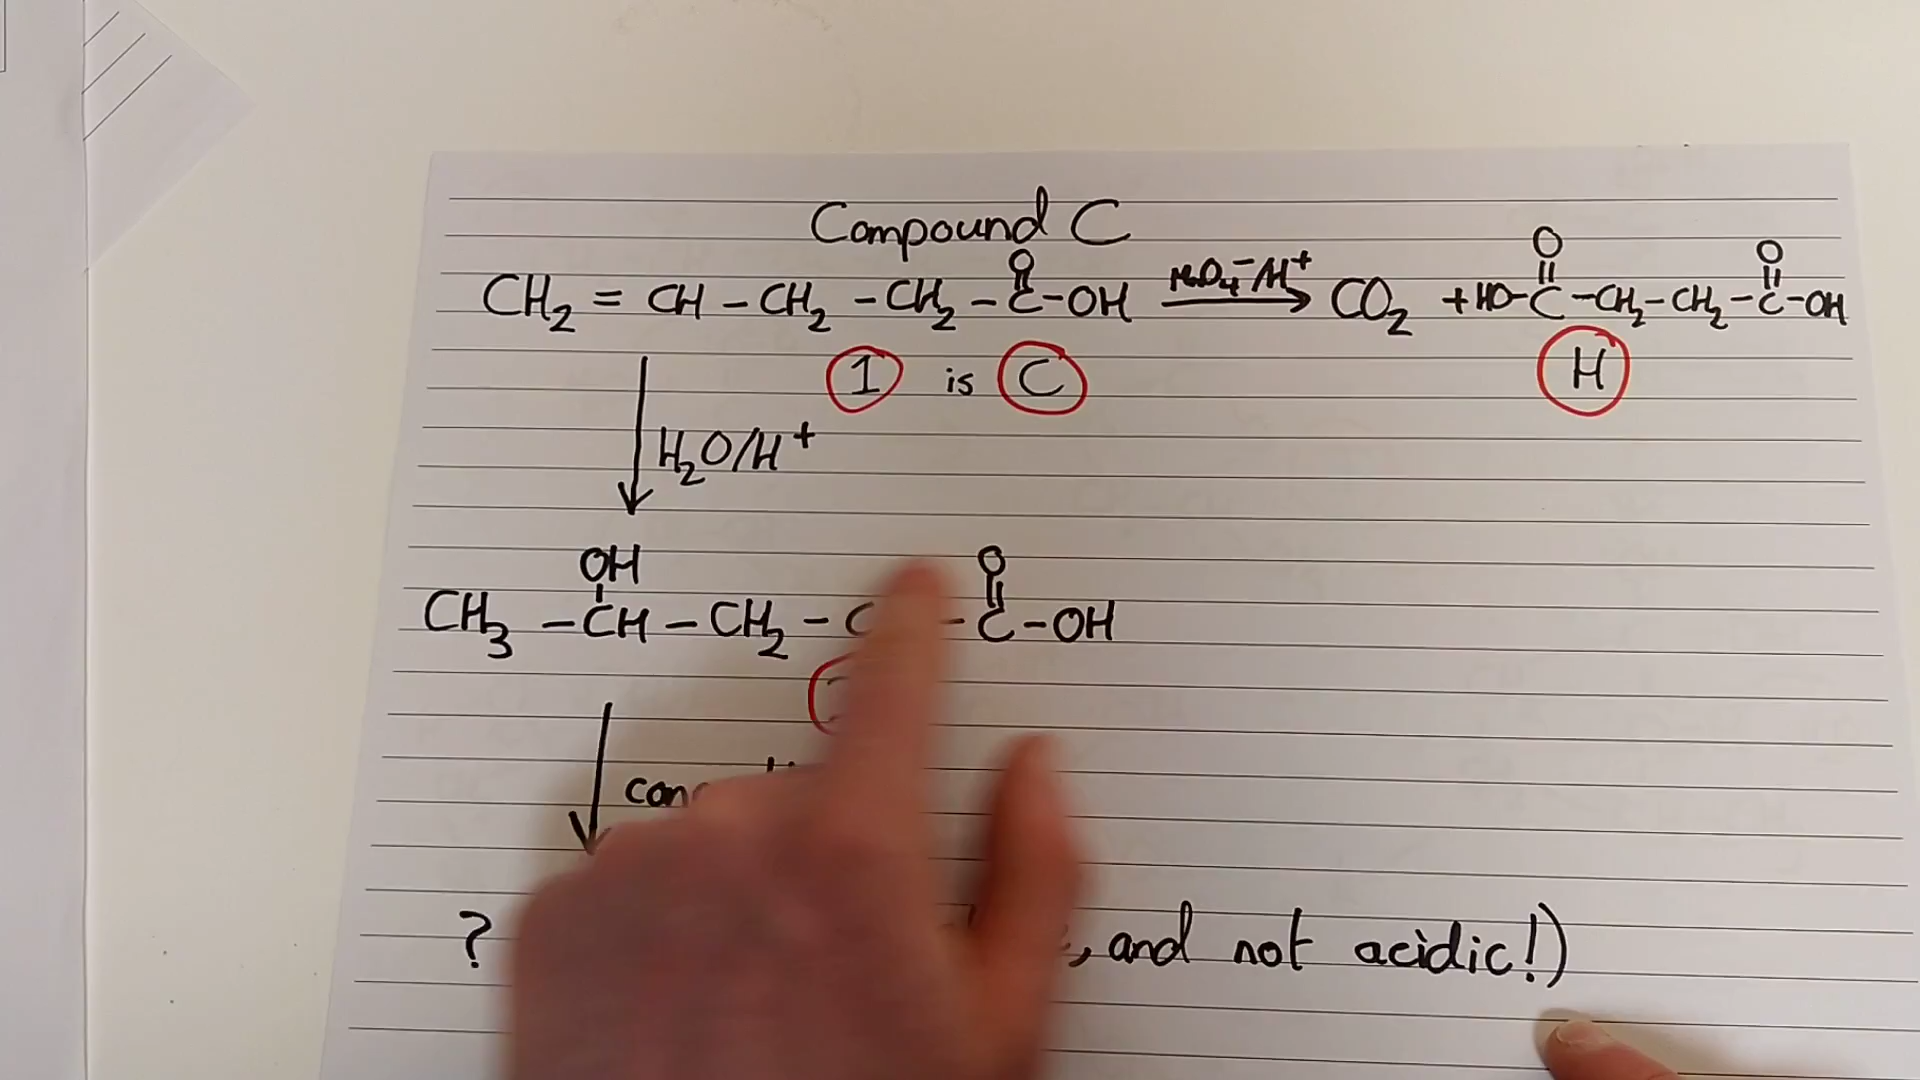 Compound C
CH₂ = CH – CH₂ – CH₂ – C(=O) – OH MnO₄⁻/H⁺ → CO₂ + HO – C(=O) – CH₂ – CH₂ – C(=O) – OH
1 is C H
H₂O/H⁺
OH O
CH₃ – CH – CH₂ – – C – OH
?
, and not acidic!)